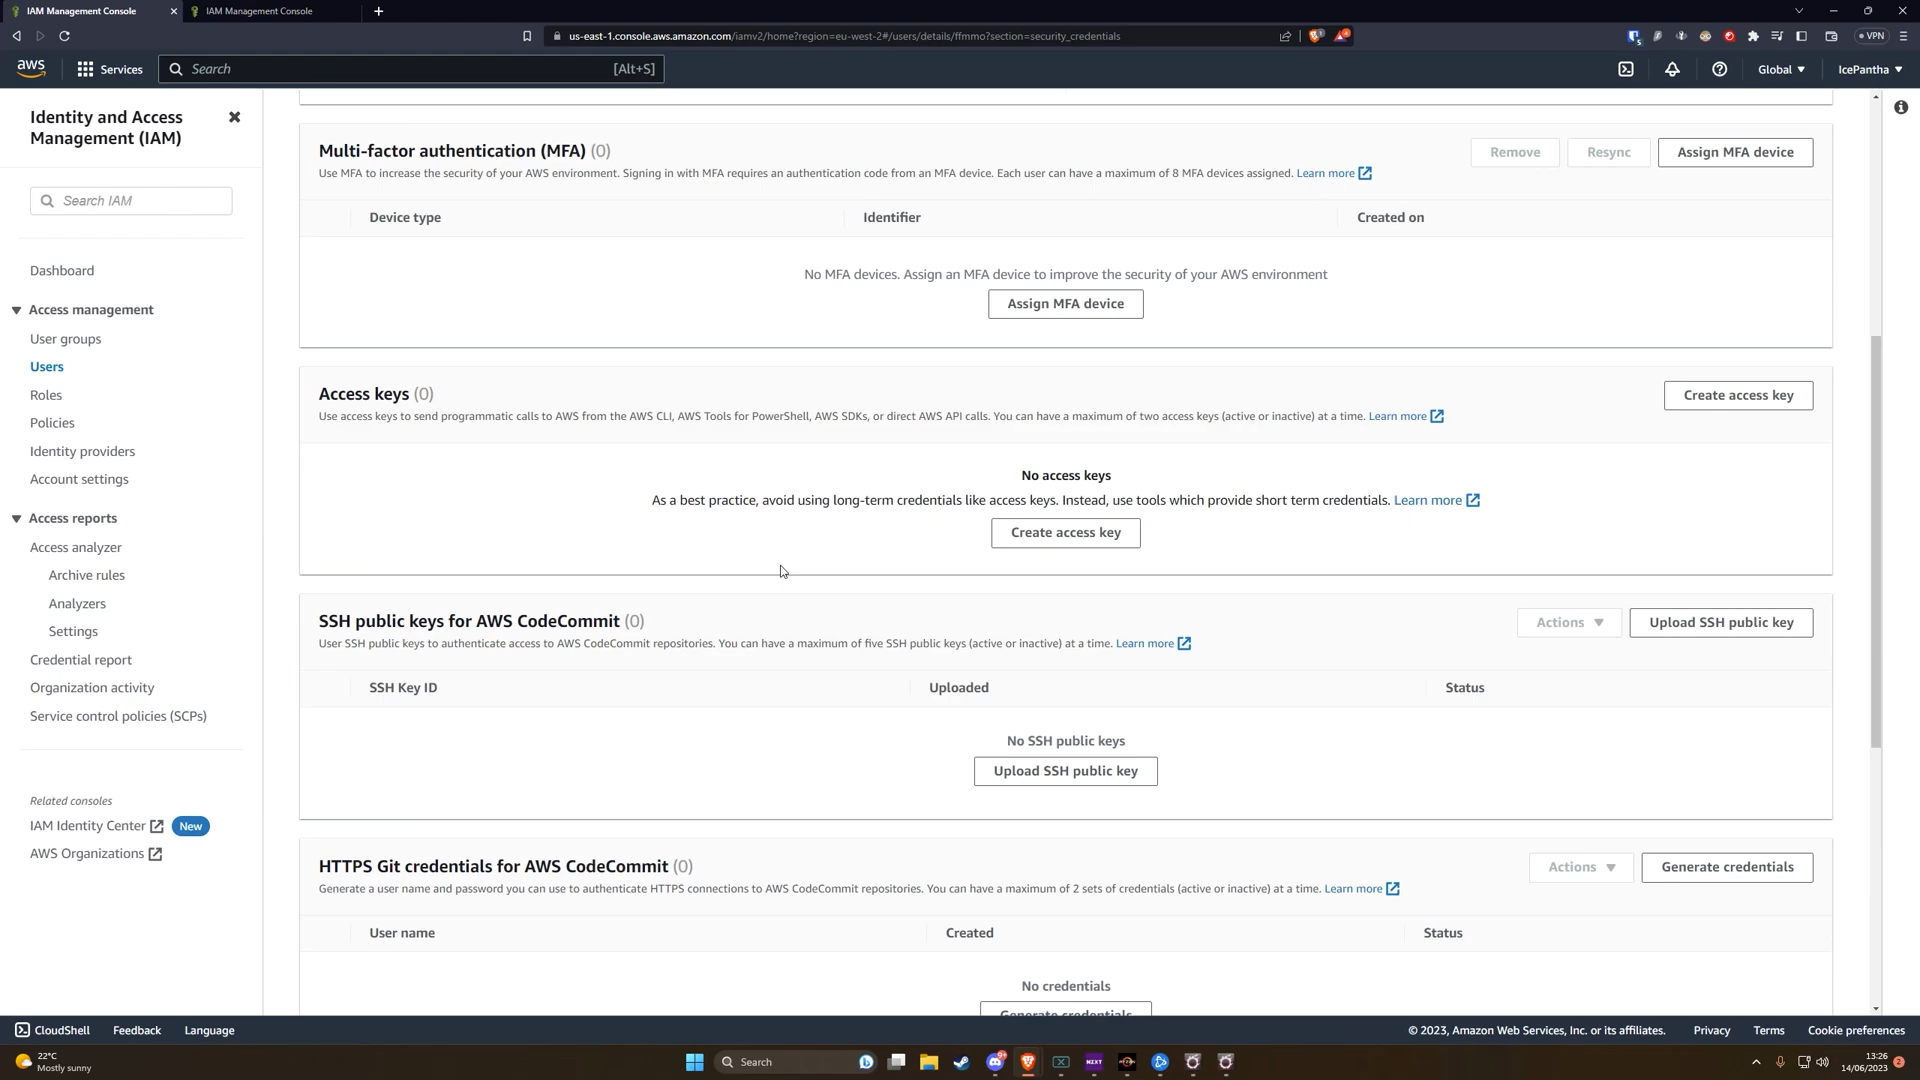 IAM Management Console
IAM Management Console
us-east-1.console.aws.amazon.com/iamv2/home?region=eu-west-2#/users/details/ffmmo?section=security_credentials
VPN
aws
Services
Search
[Alt+S]
Global
IcePantha
Identity and Access
Management (IAM)
Search IAM
Dashboard
Access management
User groups
Users
Roles
Policies
Identity providers
Account settings
Access reports
Access analyzer
Archive rules
Analyzers
Settings
Credential report
Organization activity
Service control policies (SCPs)
Related consoles
IAM Identity Center New
AWS Organizations
Multi-factor authentication (MFA) (0)
Remove
Resync
Assign MFA device
Use MFA to increase the security of your AWS environment. Signing in with MFA requires an authentication code from an MFA device. Each user can have a maximum of 8 MFA devices assigned. Learn more
Device type
Identifier
Created on
No MFA devices. Assign an MFA device to improve the security of your AWS environment
Assign MFA device
Access keys (0)
Create access key
Use access keys to send programmatic calls to AWS from the AWS CLI, AWS Tools for PowerShell, AWS SDKs, or direct AWS API calls. You can have a maximum of two access keys (active or inactive) at a time. Learn more
No access keys
As a best practice, avoid using long-term credentials like access keys. Instead, use tools which provide short term credentials. Learn more
Create access key
SSH public keys for AWS CodeCommit (0)
Actions
Upload SSH public key
User SSH public keys to authenticate access to AWS CodeCommit repositories. You can have a maximum of five SSH public keys (active or inactive) at a time. Learn more
SSH Key ID
Uploaded
Status
No SSH public keys
Upload SSH public key
HTTPS Git credentials for AWS CodeCommit (0)
Actions
Generate credentials
Generate a user name and password you can use to authenticate HTTPS connections to AWS CodeCommit repositories. You can have a maximum of 2 sets of credentials (active or inactive) at a time. Learn more
User name
Created
Status
No credentials
Generate credentials
CloudShell
Feedback
Language
© 2023, Amazon Web Services, Inc. or its affiliates.
Privacy
Terms
Cookie preferences
22°C
Mostly sunny
Search
NZXT
13:26
14/06/2023
2